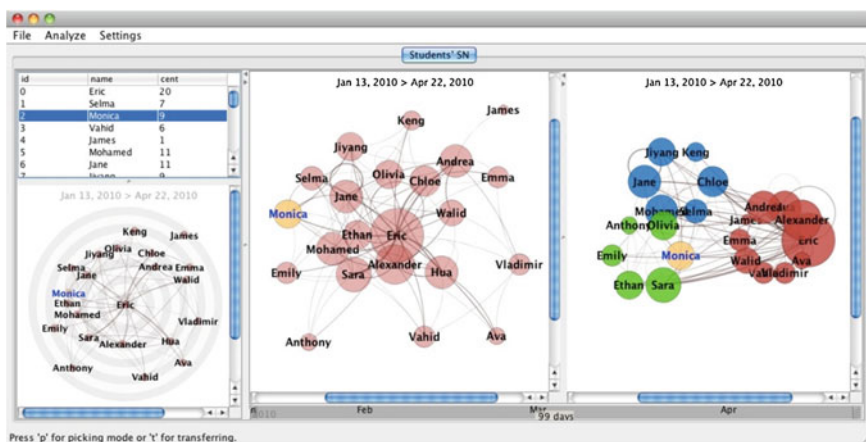 File Analyze Settings
Students' SN
id name cent
0 Eric 20
1 Selma 7
2 Monica 9
3 Vahid 6
4 James 1
5 Mohamed 11
6 Jane 11
Jan 13, 2010 > Apr 22, 2010
Keng
James
Olivia
Jiyang
Chloe
Selma
Andrea
Emma
Jane
Walid
Monica
Ethan
Eric
Mohamed
Emily
Vladimir
Sara
Alexander
Hua
Ava
Anthony
Vahid
Jan 13, 2010 > Apr 22, 2010
James
Keng
Jiyang
Andrea
Olivia
Chloe
Emma
Selma
Jane
Monica
Walid
Ethan
Eric
Mohamed
Alexander
Vladimir
Emily
Sara
Hua
Anthony
Vahid
Ava
Jan 13, 2010 > Apr 22, 2010
Jiyang Keng
Jane
Chloe
Selma
Andrea
Alexander
Anthony
Olivia
James
Emma
Eric
Emily
Monica
Walid
Ava
Vladimir
Ethan
Sara
2010
Feb
Mar
99 days
Apr
Press 'p' for picking mode or 't' for transferring.